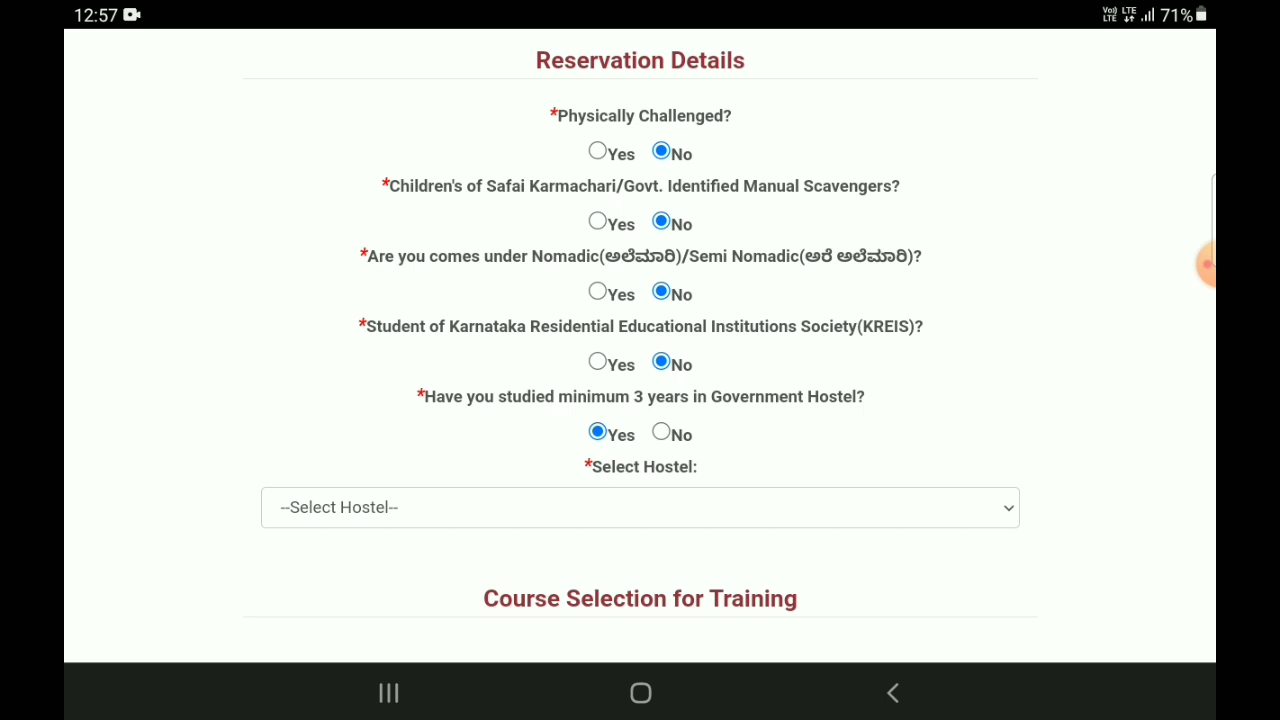 12:57
Vo) LTE LTE 71%
Reservation Details
*Physically Challenged?
Yes No
*Children's of Safai Karmachari/Govt. Identified Manual Scavengers?
Yes No
*Are you comes under Nomadic(ಅಲೆಮಾರಿ)/Semi Nomadic(ಅರೆ ಅಲೆಮಾರಿ)?
Yes No
*Student of Karnataka Residential Educational Institutions Society(KREIS)?
Yes No
*Have you studied minimum 3 years in Government Hostel?
Yes No
*Select Hostel:
--Select Hostel--
Course Selection for Training